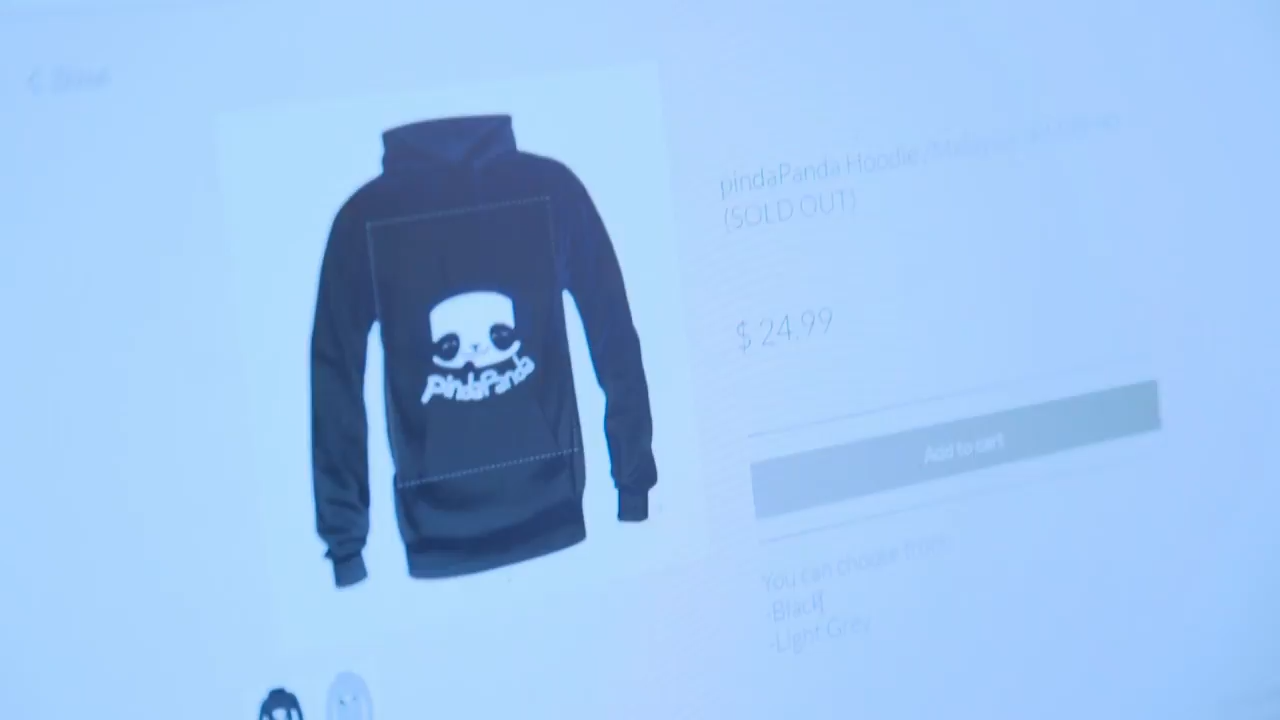 pindaPanda Hoodie
(SOLD OUT)
$ 24.99
pindaPanda
Add to cart
You can choose from
-Black
-Light Grey